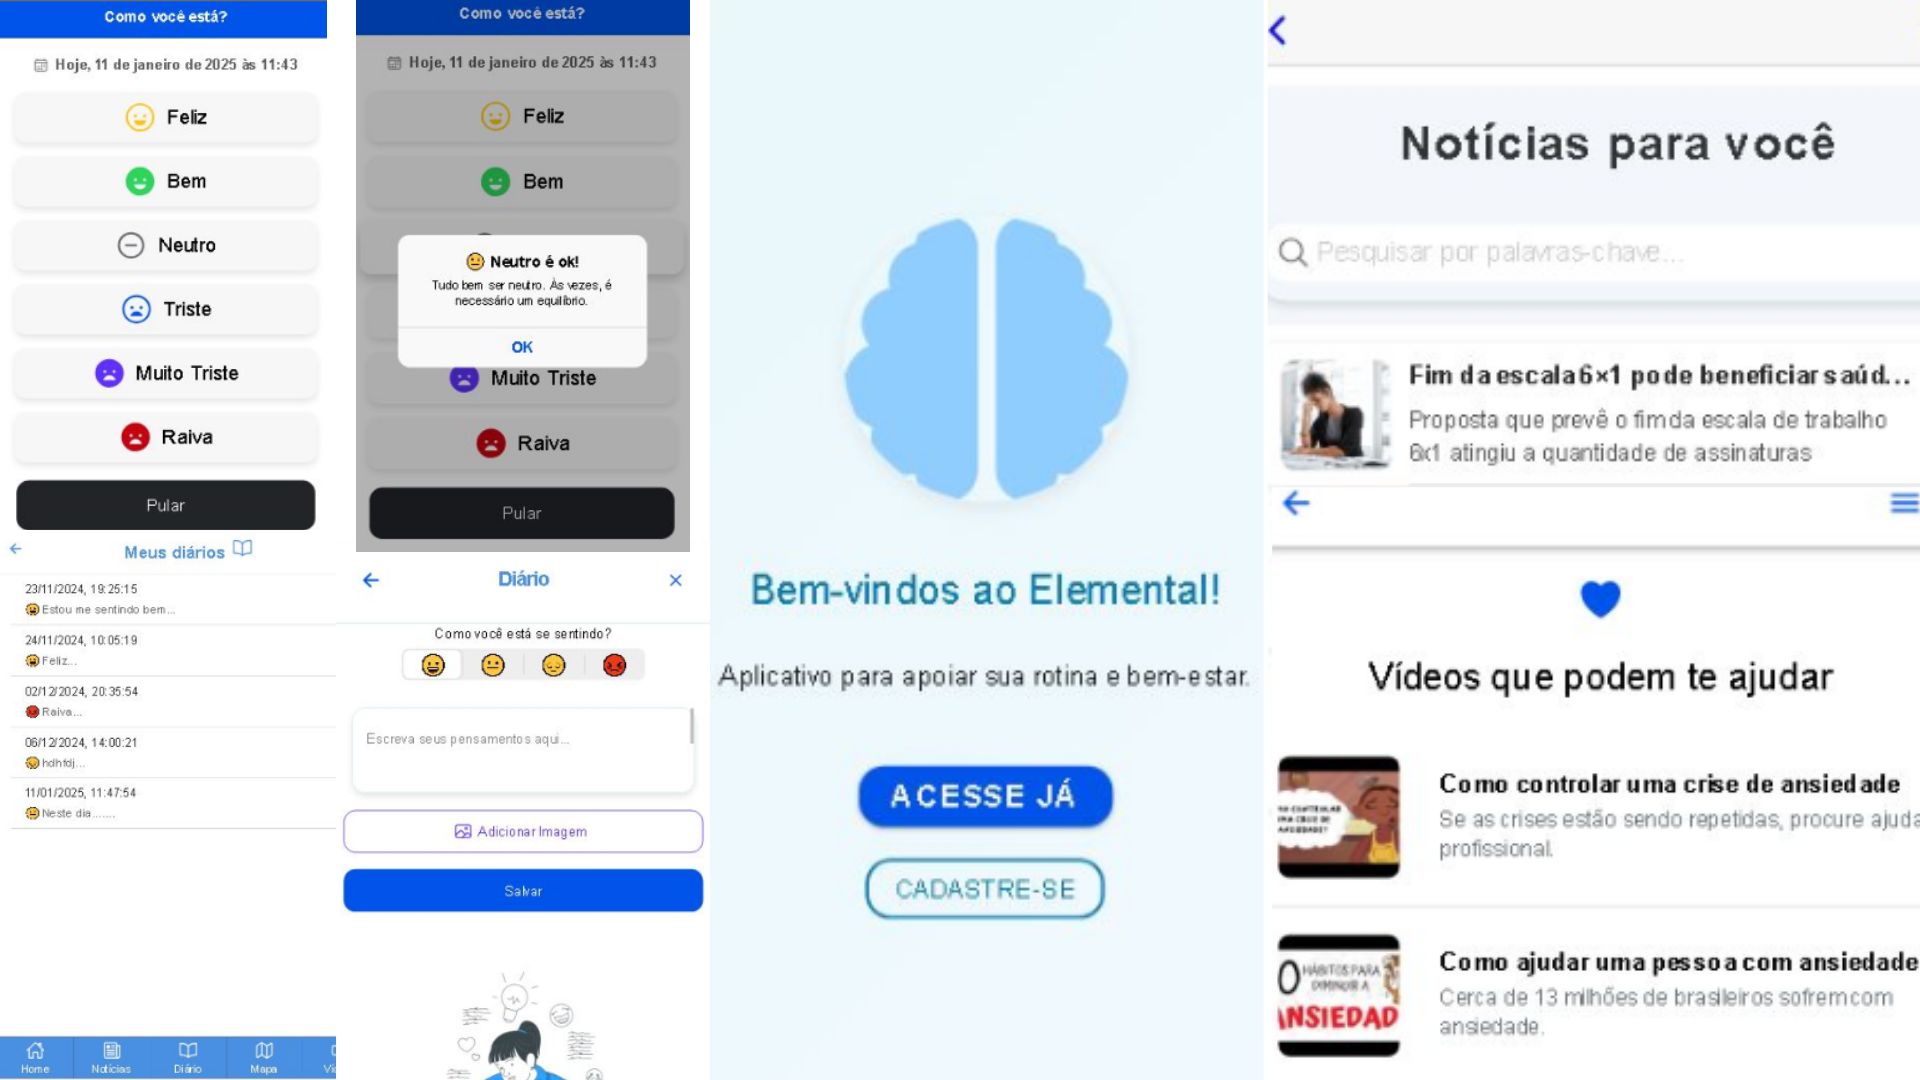 Como você está?
Hoje, 11 de janeiro de 2025 às 11:43
Feliz
Bem
Neutro
Triste
Muito Triste
Raiva
Pular
Meus diários
23/11/2024, 19:25:15
Estou me sentindo bem...
24/11/2024, 10:05:19
Feliz...
02/12/2024, 20:35:54
Raiva...
06/12/2024, 14:00:21
hdhfdj...
11/01/2025, 11:47:54
Neste dia.......
Home
Notícias
Diário
Mapa
Como você está?
Hoje, 11 de janeiro de 2025 às 11:43
Feliz
Bem
Neutro é ok!
Tudo bem ser neutro. Às vezes, é
necessário um equilíbrio.
OK
Muito Triste
Raiva
Pular
Diário
Como você está se sentindo?
Escreva seus pensamentos aqui...
Adicionar Imagem
Salvar
Bem-vindos ao Elemental!
Aplicativo para apoiar sua rotina e bem-estar.
ACESSE JÁ
CADASTRE-SE
Notícias para você
Pesquisar por palavras-chave...
Fim da escala 6×1 pode beneficiar saúd...
Proposta que prevê o fim da escala de trabalho
6x1 atingiu a quantidade de assinaturas
Vídeos que podem te ajudar
Como controlar uma crise de ansiedade
Se as crises estão sendo repetidas, procure ajuda
profissional.
HÁBITOS PARA
DIMINUIR A
ANSIEDAD
Como ajudar uma pessoa com ansiedade
Cerca de 13 milhões de brasileiros sofrem com
ansiedade.